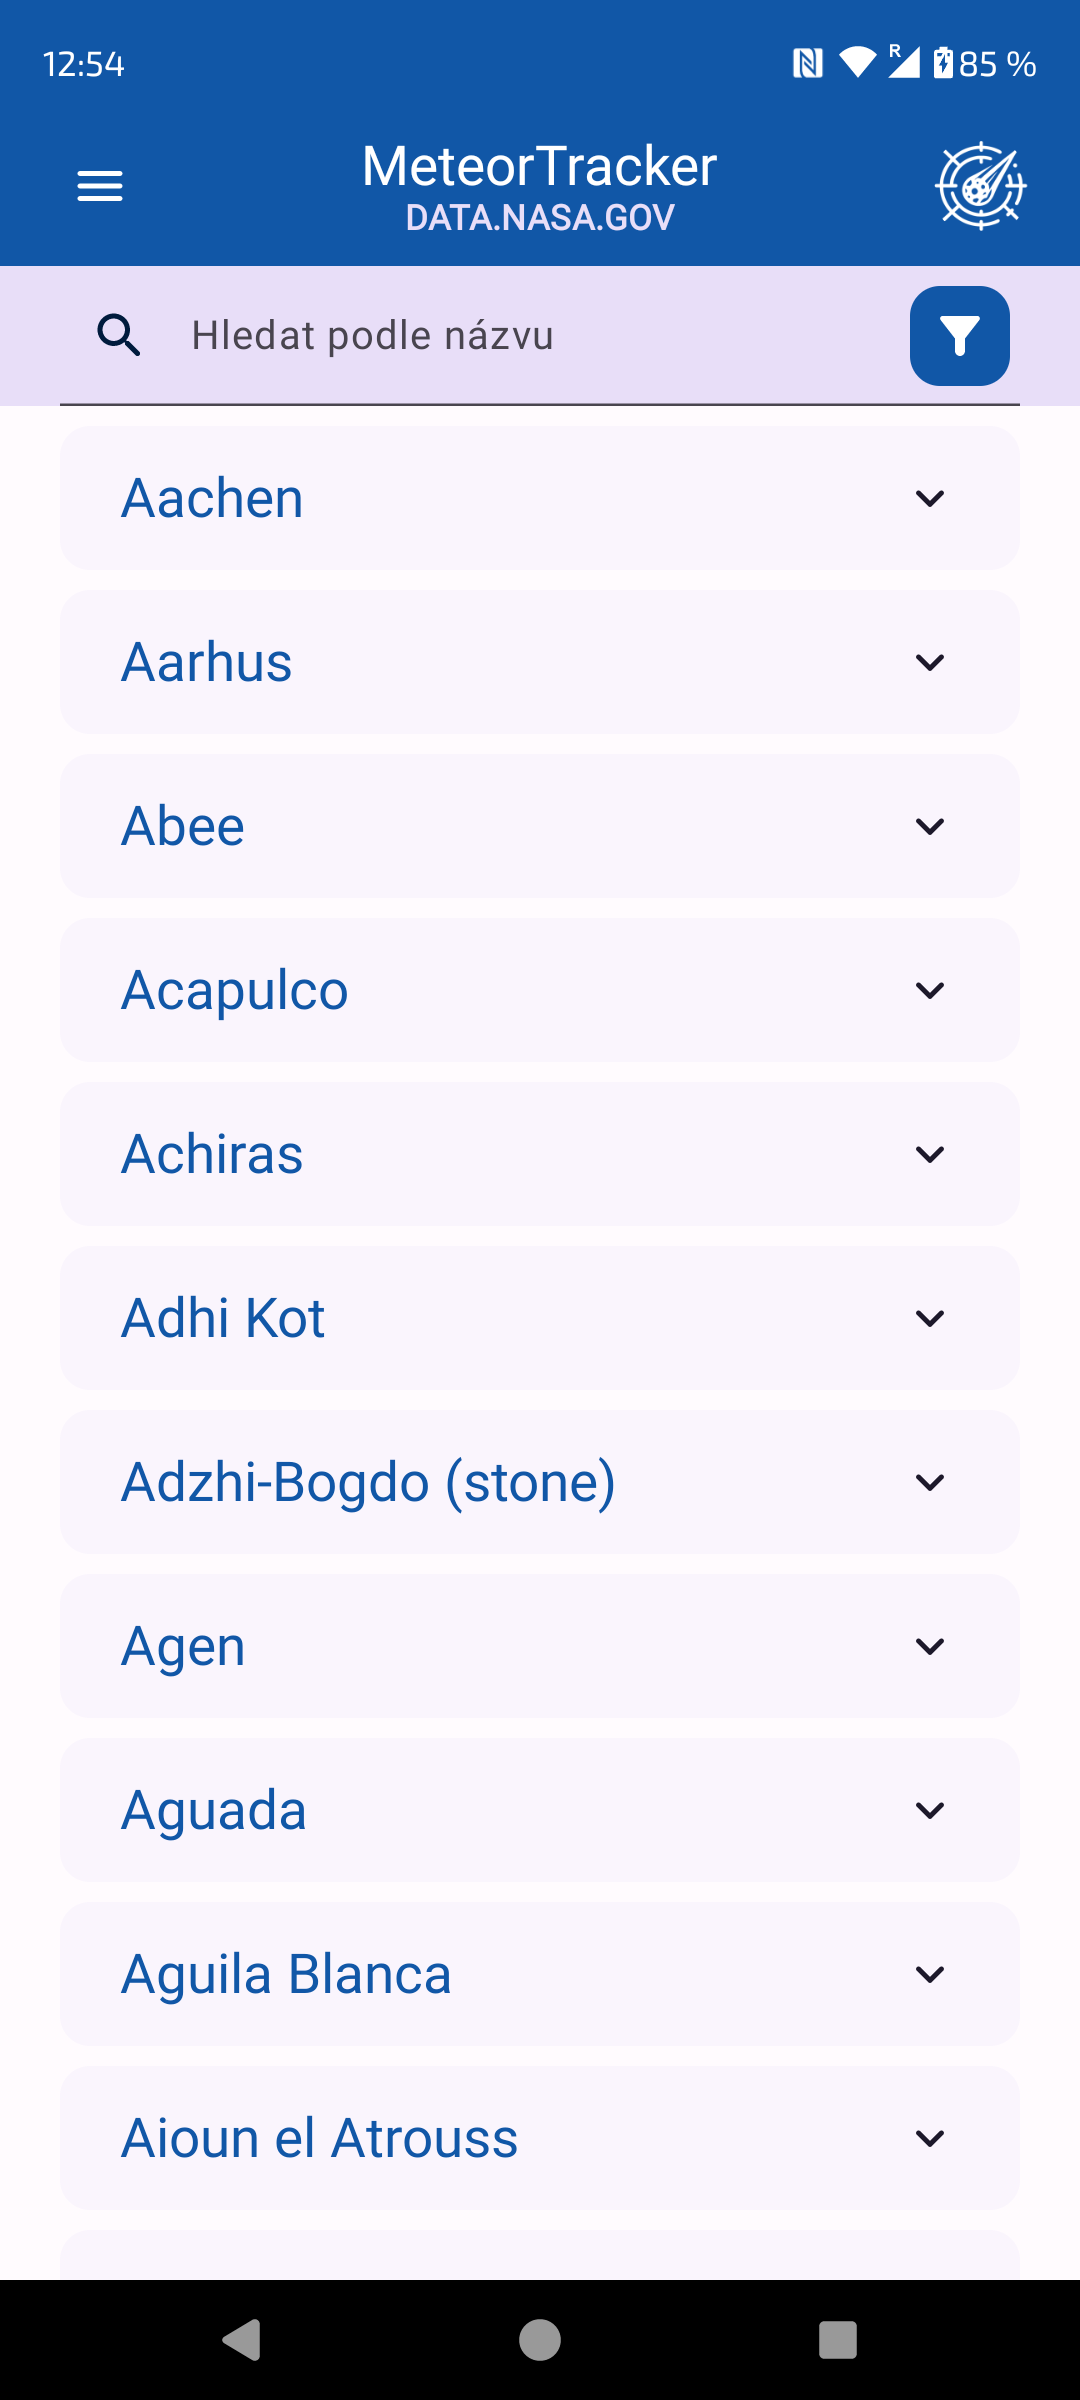 12:54
R
85 %
MeteorTracker
DATA.NASA.GOV
Hledat podle názvu
Aachen
Aarhus
Abee
Acapulco
Achiras
Adhi Kot
Adzhi-Bogdo (stone)
Agen
Aguada
Aguila Blanca
Aioun el Atrouss